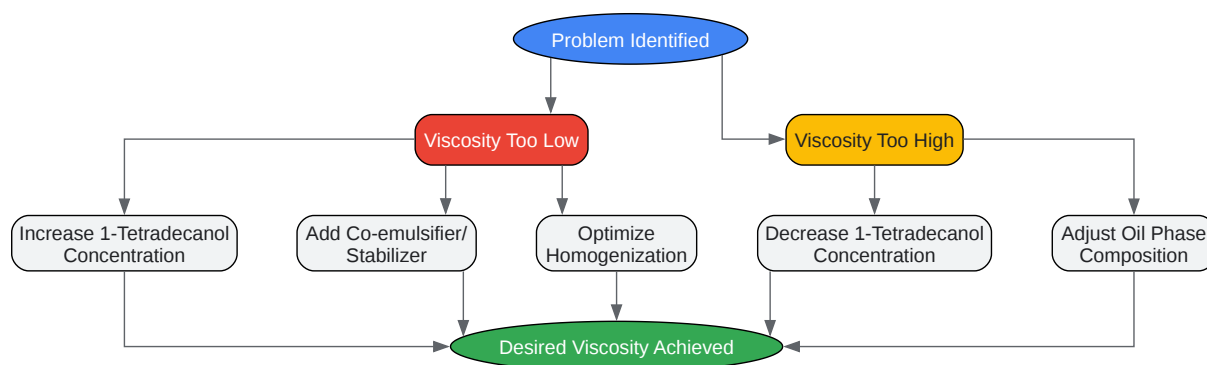 Problem Identified
Viscosity Too Low
Viscosity Too High
Increase 1-Tetradecanol
Concentration
Add Co-emulsifier/
Stabilizer
Optimize
Homogenization
Decrease 1-Tetradecanol
Concentration
Adjust Oil Phase
Composition
Desired Viscosity Achieved